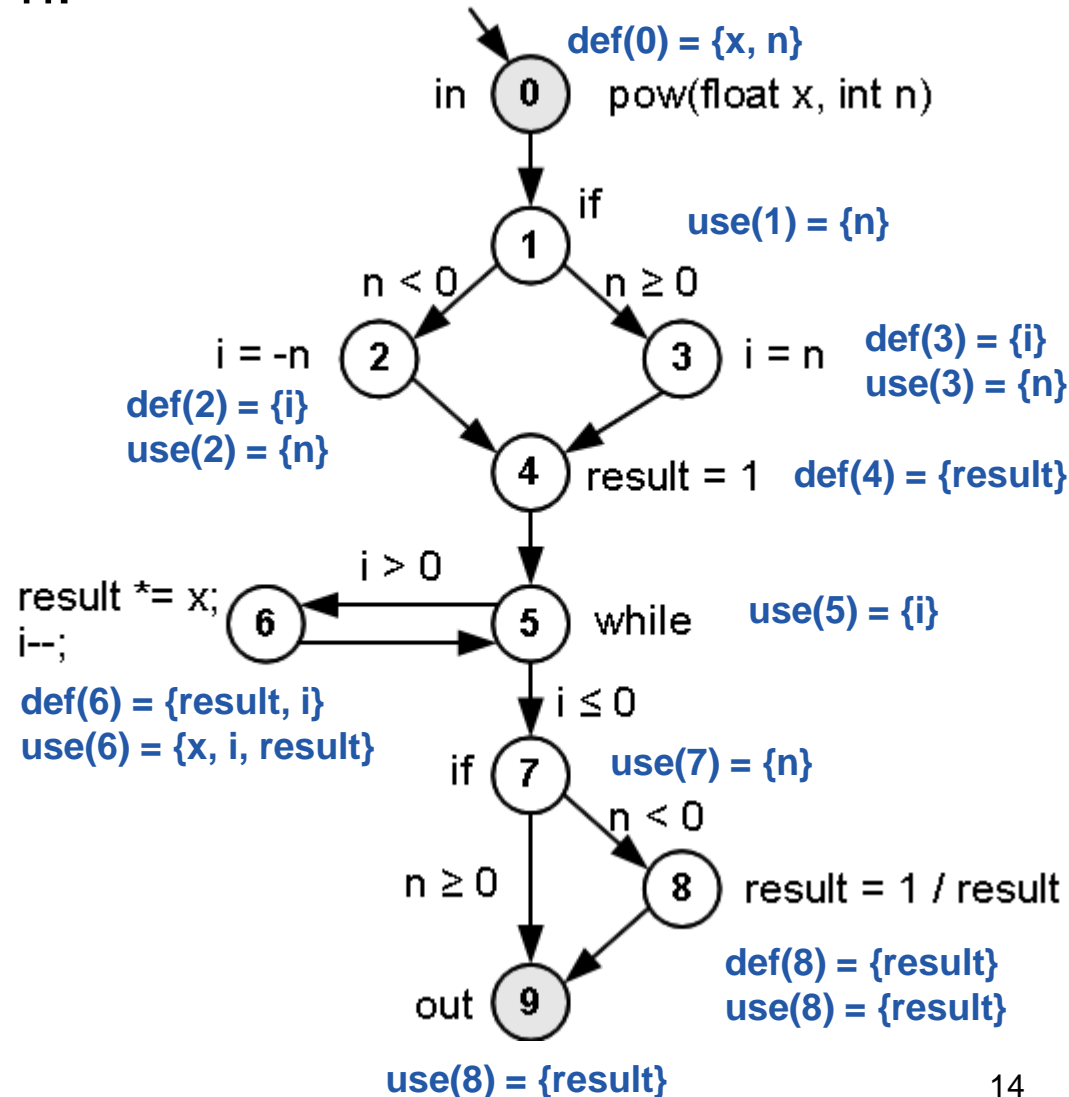 def(0) = {x, n}
in 0 pow(float x, int n)
if
1 use(1) = {n}
n < 0 n ≥ 0
i = -n 2 3 i = n def(3) = {i}
use(3) = {n}
def(2) = {i}
use(2) = {n}
4 result = 1 def(4) = {result}
i > 0
result *= x;
i--;
6 5 while use(5) = {i}
def(6) = {result, i}
use(6) = {x, i, result}
i ≤ 0
if 7 use(7) = {n}
n < 0
n ≥ 0 8 result = 1 / result
def(8) = {result}
use(8) = {result}
out 9
use(8) = {result}
14